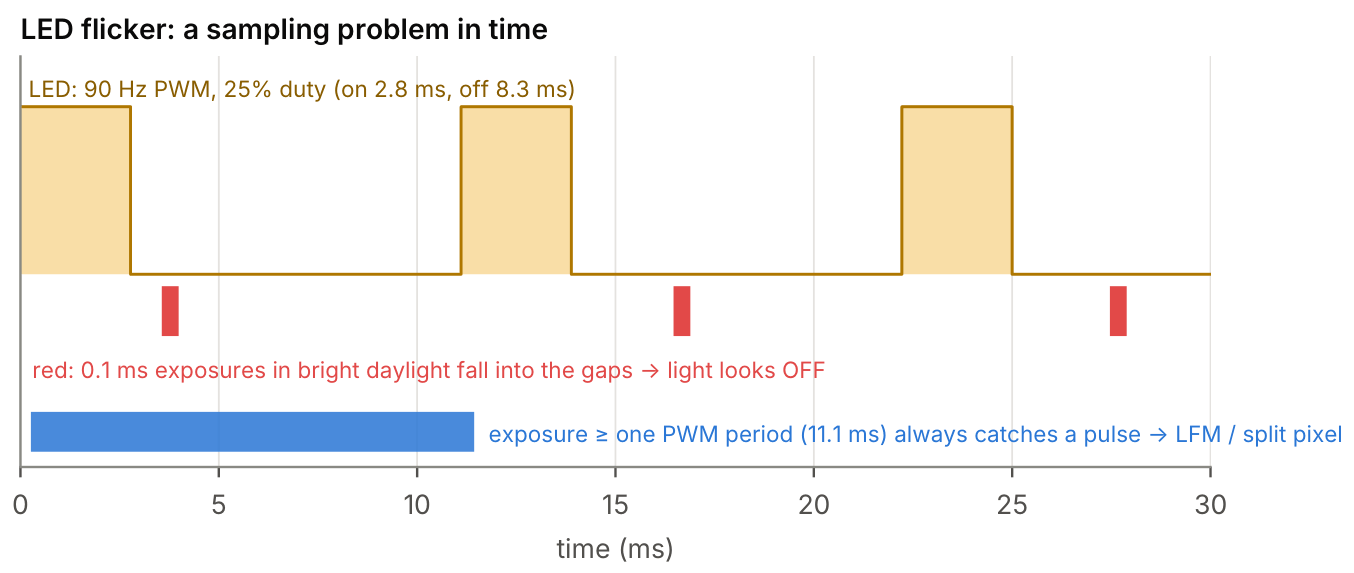 LED flicker: a sampling problem in time
LED: 90 Hz PWM, 25% duty (on 2.8 ms, off 8.3 ms)
red: 0.1 ms exposures in bright daylight fall into the gaps → light looks OFF
exposure ≥ one PWM period (11.1 ms) always catches a pulse → LFM / split pixel
0 5 10 15 20 25 30
time (ms)